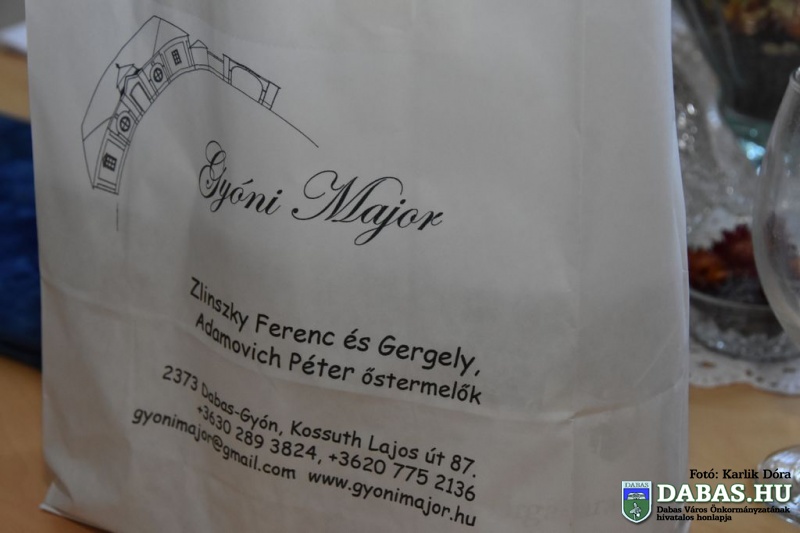 Gyóni Major
Zlinszky Ferenc és Gergely,
Adamovich Péter őstermelők
2373 Dabas-Gyón, Kossuth Lajos út 87.
+3630 289 3824, +3620 775 2136
gyonimajor@gmail.com www.gyonimajor.hu
Fotó: Karlik Dóra
DABAS
DABAS.HU
Dabas Város Önkormányzatának
hivatalos honlapja